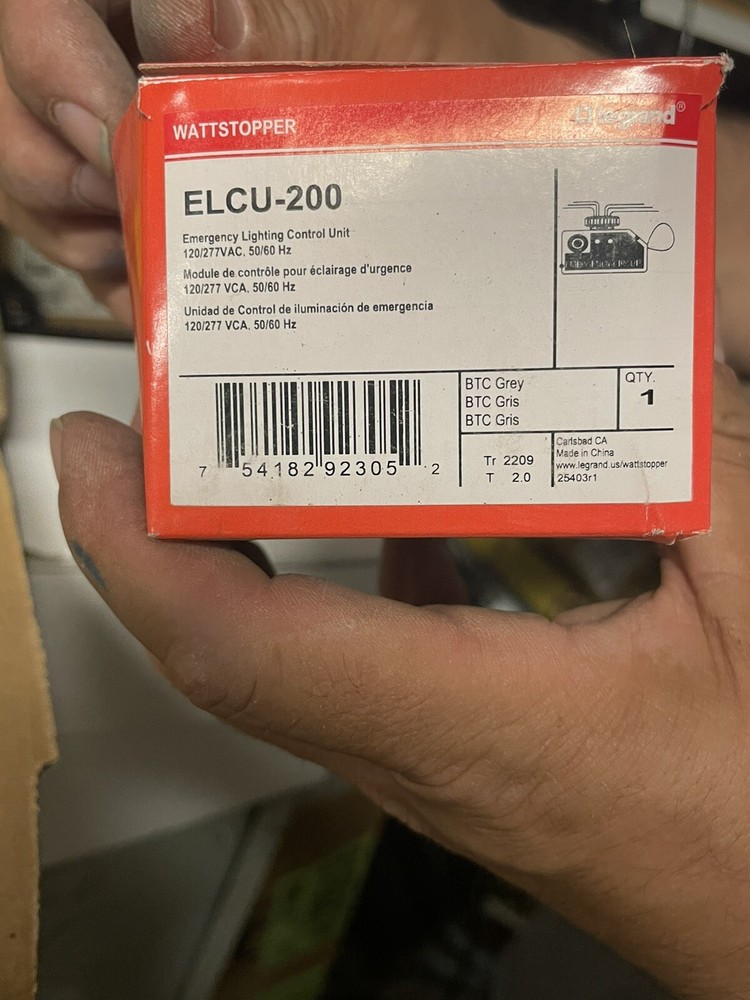 WATTSTOPPER
legrand®
ELCU-200
Emergency Lighting Control Unit
120/277VAC, 50/60 Hz
Module de contrôle pour éclairage d'urgence
120/277 VCA, 50/60 Hz
Unidad de Control de iluminación de emergencia
120/277 VCA, 50/60 Hz
BTC Grey
BTC Gris
BTC Gris
QTY.
1
7 54182 92305 2
Tr 2209
T 2.0
Carlsbad CA
Made in China
www.legrand.us/wattstopper
25403r1